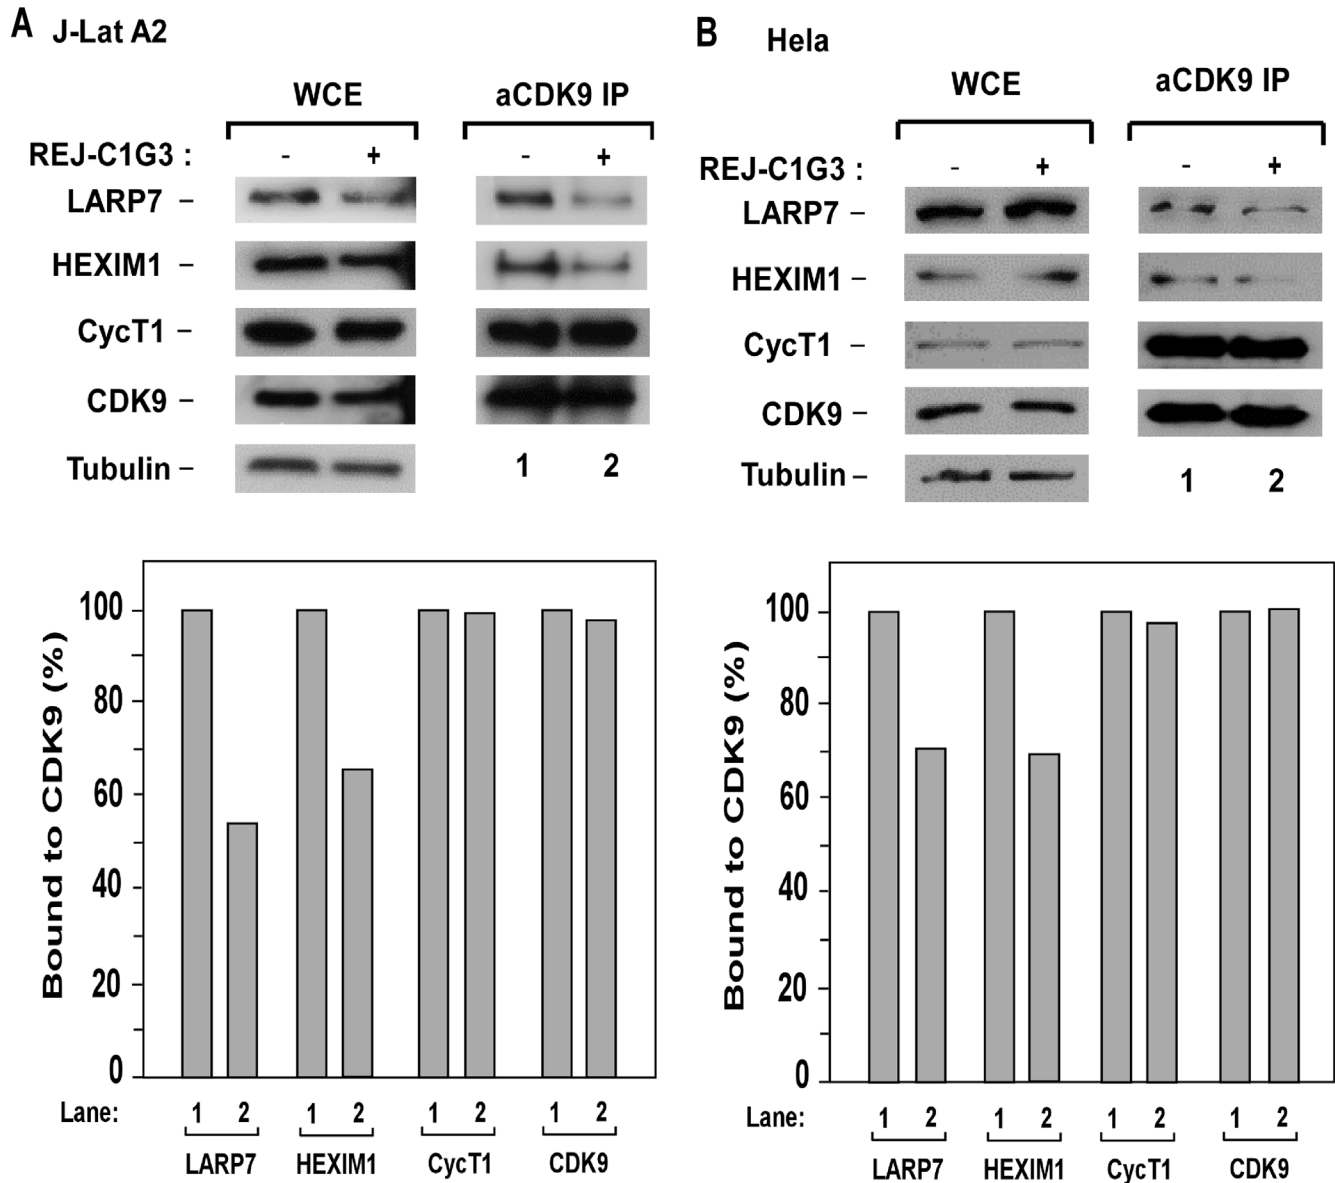 A J-Lat A2
WCE aCDK9 IP
REJ-C1G3 : - + - +
LARP7 –
HEXIM1 –
CycT1 –
CDK9 –
Tubulin – 1 2
B Hela
WCE aCDK9 IP
REJ-C1G3 : - + - +
LARP7 –
HEXIM1 –
CycT1 –
CDK9 –
Tubulin – 1 2
Bound to CDK9 (%)
100
80
60
40
20
0
Lane: 1 2 1 2 1 2 1 2
LARP7 HEXIM1 CycT1 CDK9
Bound to CDK9 (%)
100
80
60
40
20
0
Lane: 1 2 1 2 1 2 1 2
LARP7 HEXIM1 CycT1 CDK9